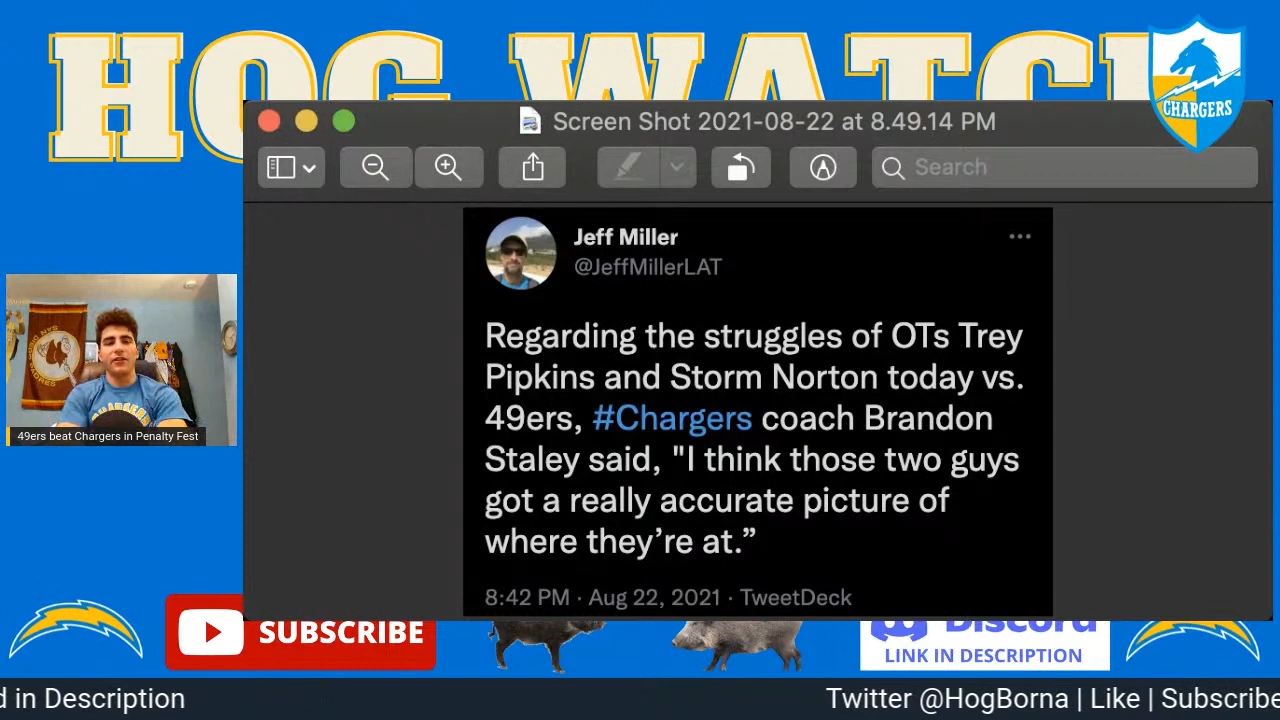 HOG WATCH
CHARGERS
Screen Shot 2021-08-22 at 8.49.14 PM
Search
Jeff Miller
@JeffMillerLAT
Regarding the struggles of OTs Trey
Pipkins and Storm Norton today vs.
49ers, #Chargers coach Brandon
Staley said, "I think those two guys
got a really accurate picture of
where they’re at.”
8:42 PM · Aug 22, 2021 · TweetDeck
49ers beat Chargers in Penalty Fest
SUBSCRIBE
Discord
LINK IN DESCRIPTION
d in Description
Twitter @HogBorna | Like | Subscribe